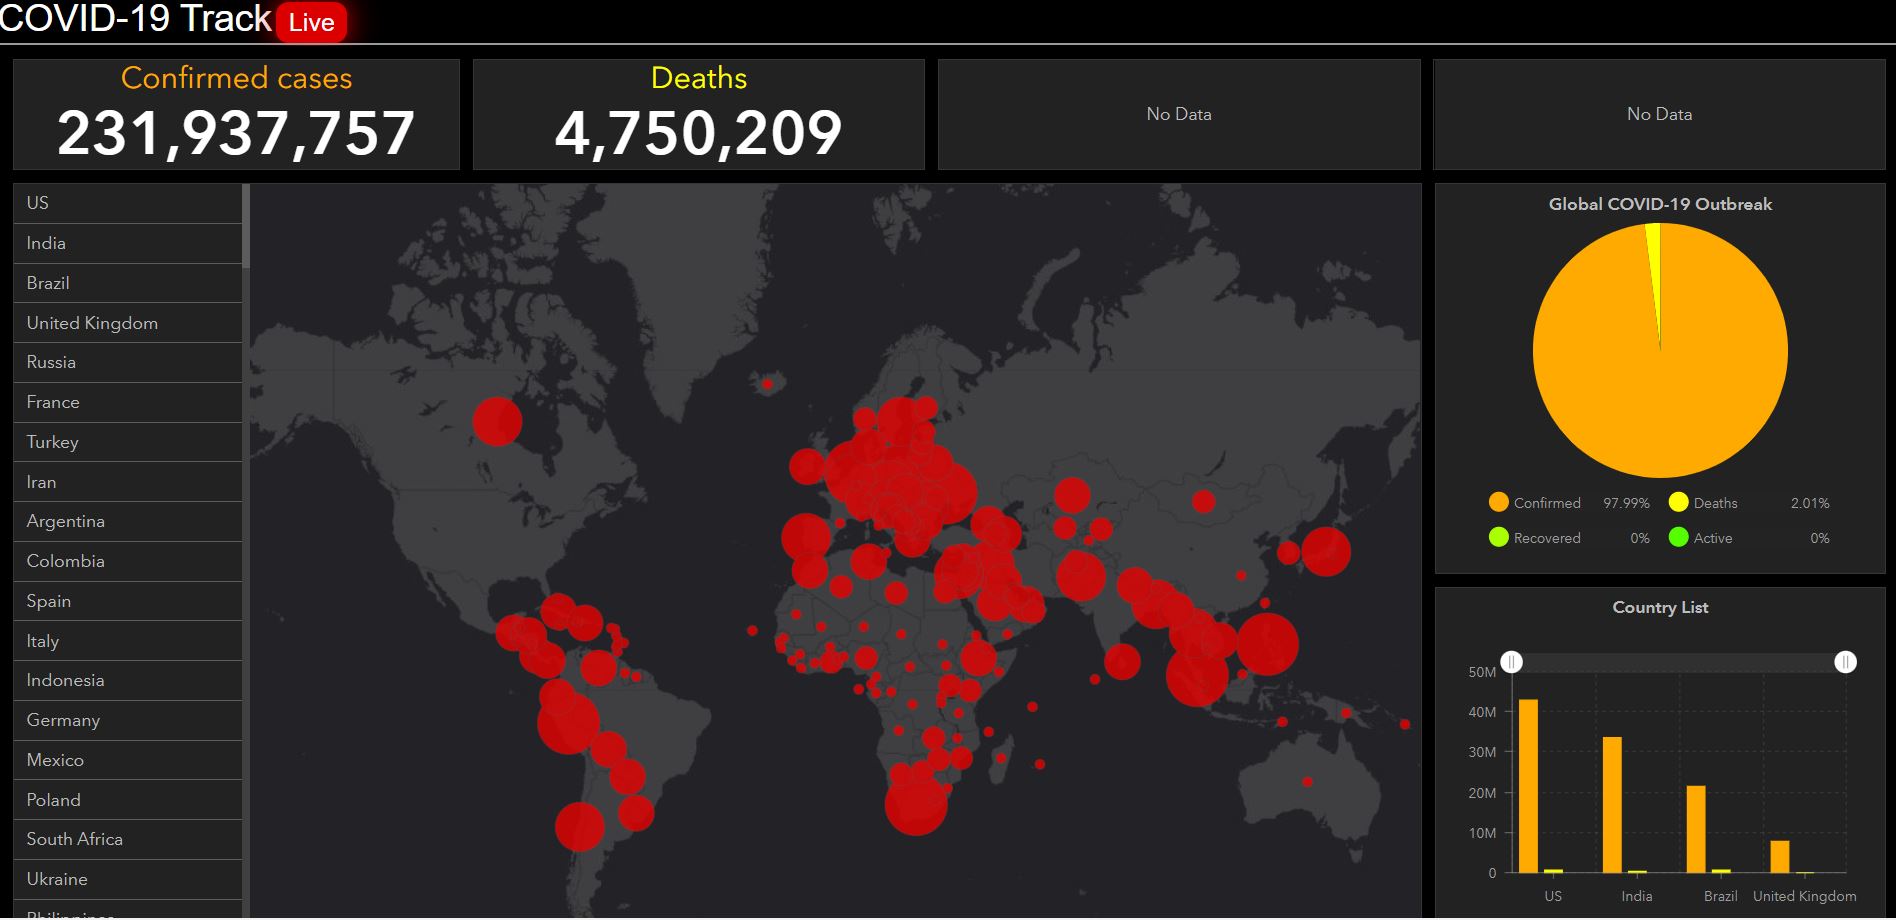 COVID-19 Track Live
Confirmed cases
231,937,757
Deaths
4,750,209
No Data
No Data
US
India
Brazil
United Kingdom
Russia
France
Turkey
Iran
Argentina
Colombia
Spain
Italy
Indonesia
Germany
Mexico
Poland
South Africa
Ukraine
Philippines
Global COVID-19 Outbreak
Confirmed 97.99% Deaths 2.01%
Recovered 0% Active 0%
Country List
50M
40M
30M
20M
10M
0
US India Brazil United Kingdom